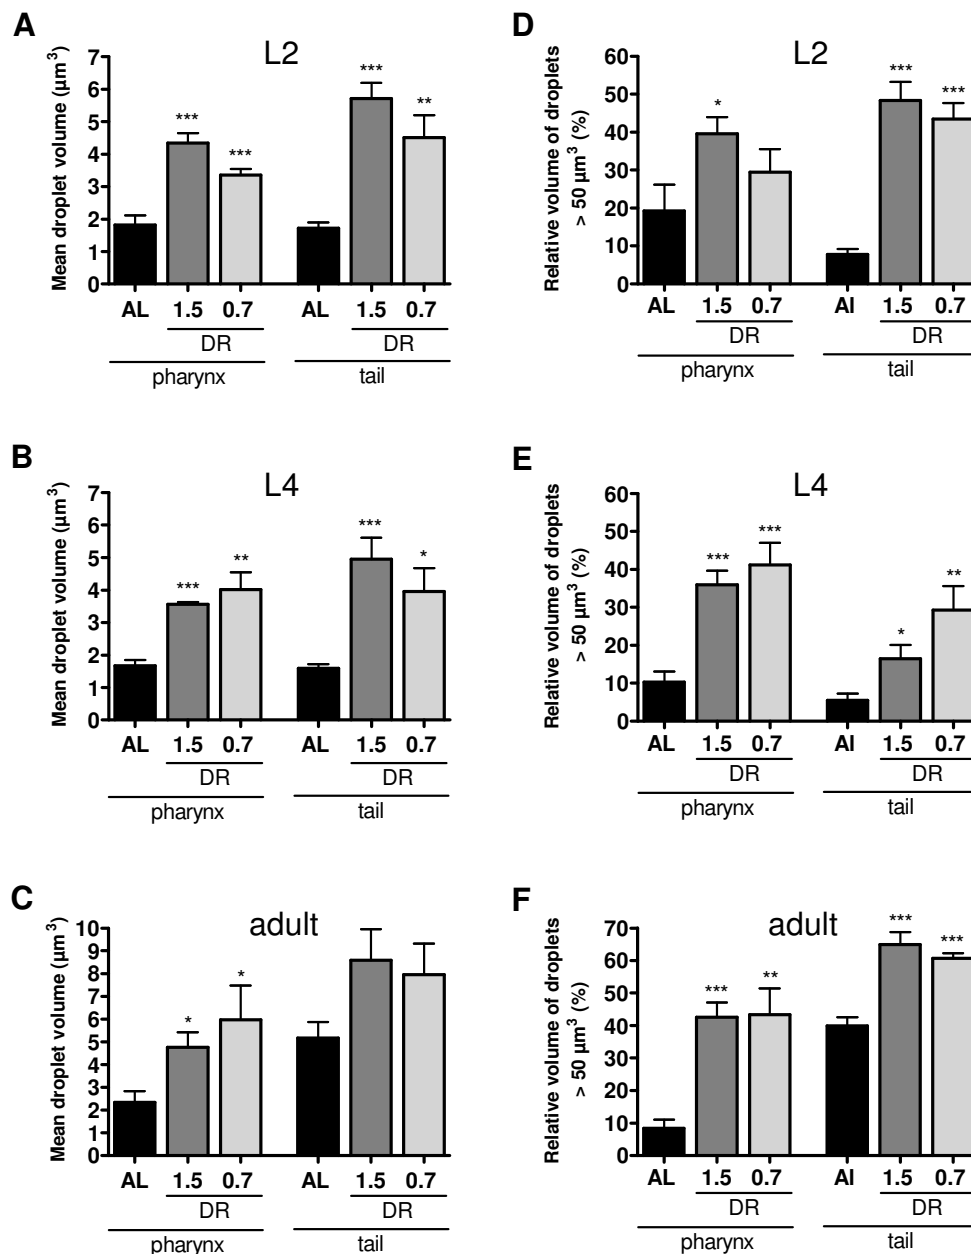 A
L2
Mean droplet volume (µm³)
7
6
5
4
3
2
1
0
***
***
***
**
AL 1.5 0.7 AL 1.5 0.7
DR DR
pharynx tail
D
L2
Relative volume of droplets
> 50 µm³ (%)
60
50
40
30
20
10
0
*
***
***
AL 1.5 0.7 Al 1.5 0.7
DR DR
pharynx tail
B
L4
Mean droplet volume (µm³)
7
6
5
4
3
2
1
0
***
**
***
*
AL 1.5 0.7 AL 1.5 0.7
DR DR
pharynx tail
E
L4
Relative volume of droplets
> 50 µm³ (%)
60
50
40
30
20
10
0
***
***
*
**
AL 1.5 0.7 Al 1.5 0.7
DR DR
pharynx tail
C
adult
Mean droplet volume (µm³)
10
9
8
7
6
5
4
3
2
1
0
*
*
AL 1.5 0.7 AL 1.5 0.7
DR DR
pharynx tail
F
adult
Relative volume of droplets
> 50 µm³ (%)
70
60
50
40
30
20
10
0
***
**
***
***
AL 1.5 0.7 Al 1.5 0.7
DR DR
pharynx tail